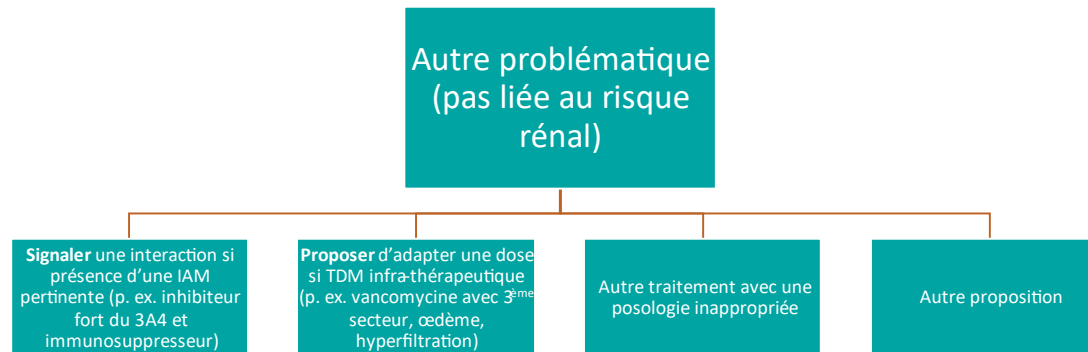 Autre problématique
(pas liée au risque
rénal)
Signaler une interaction si
présence d'une IAM
pertinente (p. ex. inhibiteur
fort du 3A4 et
immunosuppresseur)
Proposer d'adapter une dose
si TDM infra-thérapeutique
(p. ex. vancomycine avec 3ème
secteur, œdème,
hyperfiltration)
Autre traitement avec une
posologie inappropriée
Autre proposition